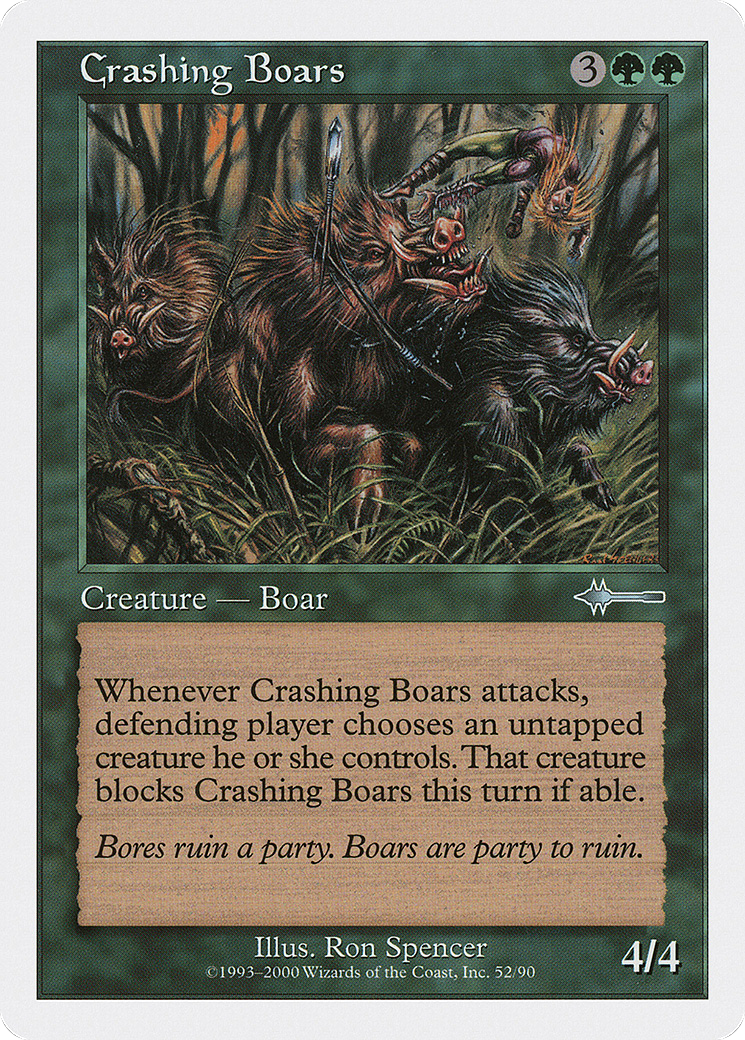 Crashing Boars 3
Creature — Boar
Whenever Crashing Boars attacks,
defending player chooses an untapped
creature he or she controls. That creature
blocks Crashing Boars this turn if able.
Bores ruin a party. Boars are party to ruin.
Illus. Ron Spencer
©1993–2000 Wizards of the Coast, Inc. 52/90
4/4